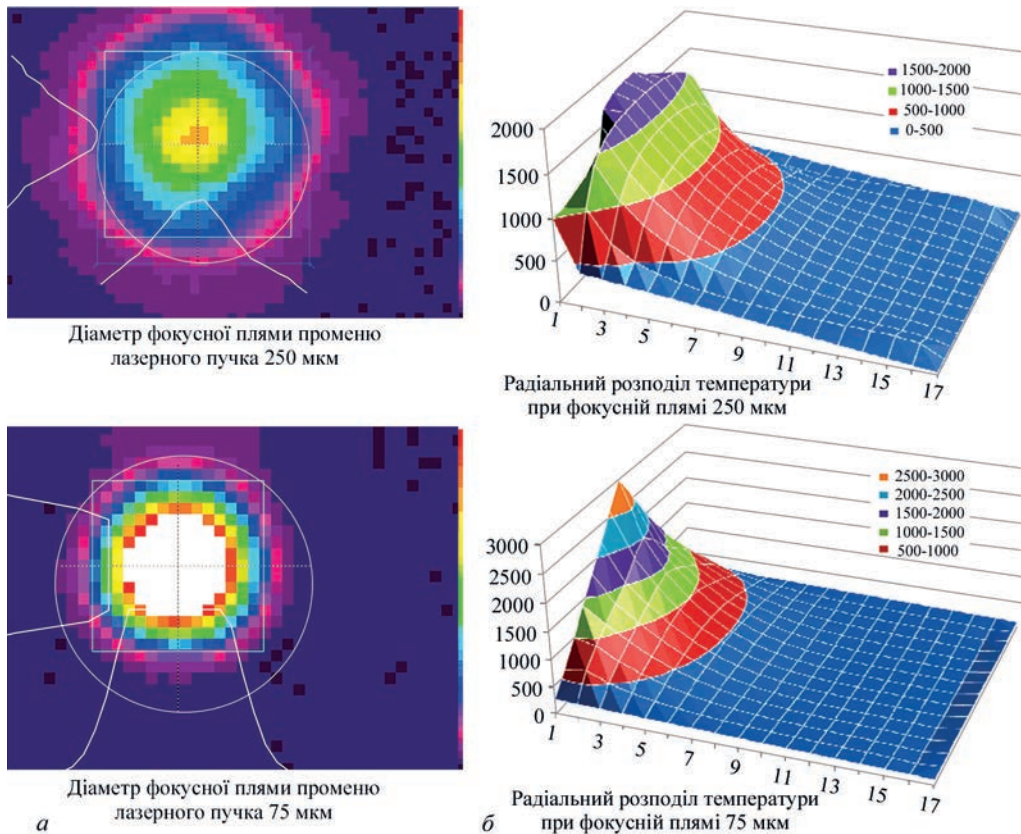 1500-2000
1000-1500
500-1000
0-500
2000
1500
1000
500
0
1 3 5 7 9 11 13 15 17
Діаметр фокусної плями променю
лазерного пучка 250 мкм
Радіальний розподіл температури
при фокусній плямі 250 мкм
2500-3000
2000-2500
1500-2000
1000-1500
500-1000
3000
2500
2000
1500
1000
500
0
1 3 5 7 9 11 13 15 17
Діаметр фокусної плями променю
лазерного пучка 75 мкм
Радіальний розподіл температури
при фокусній плямі 75 мкм
а
б